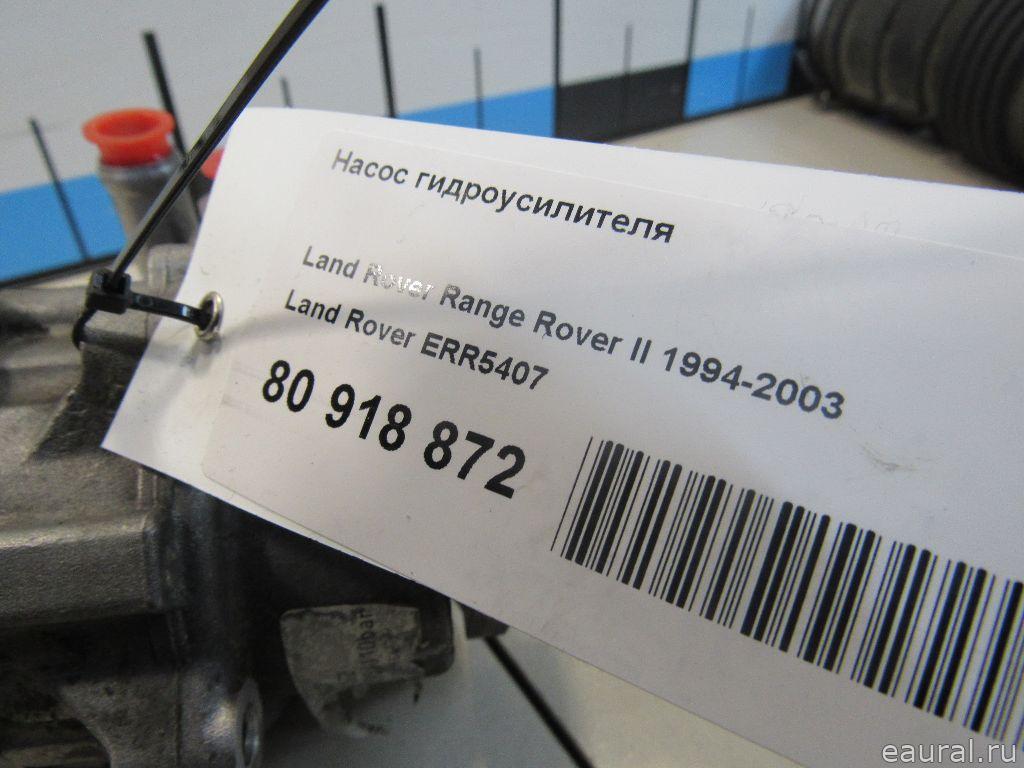 Насос гидроусилителя
Land Rover Range Rover II 1994-2003
Land Rover ERR5407
80 918 872
eaural.ru